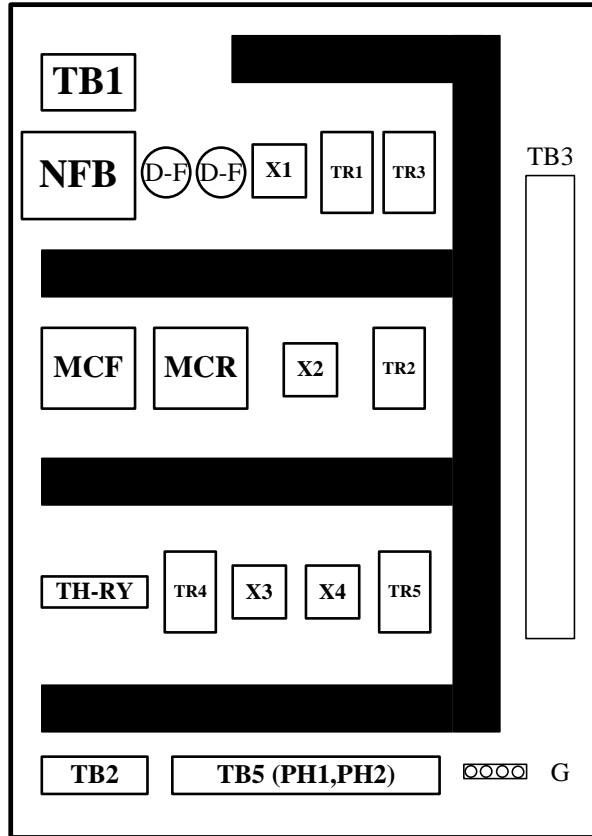 TB1
TB3
NFB D-F D-F X1 TR1 TR3
MCF MCR X2 TR2
TH-RY TR4 X3 X4 TR5
TB2 TB5 (PH1,PH2) G